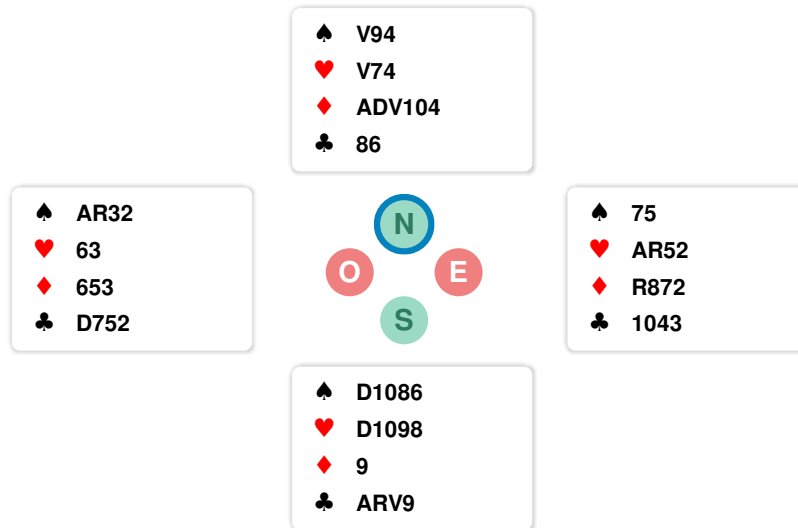 ♠ V94
♥ V74
♦ ADV104
♣ 86
♠ AR32
♥ 63
♦ 653
♣ D752
N
O E
S
♠ 75
♥ AR52
♦ R872
♣ 1043
♠ D1086
♥ D1098
♦ 9
♣ ARV9